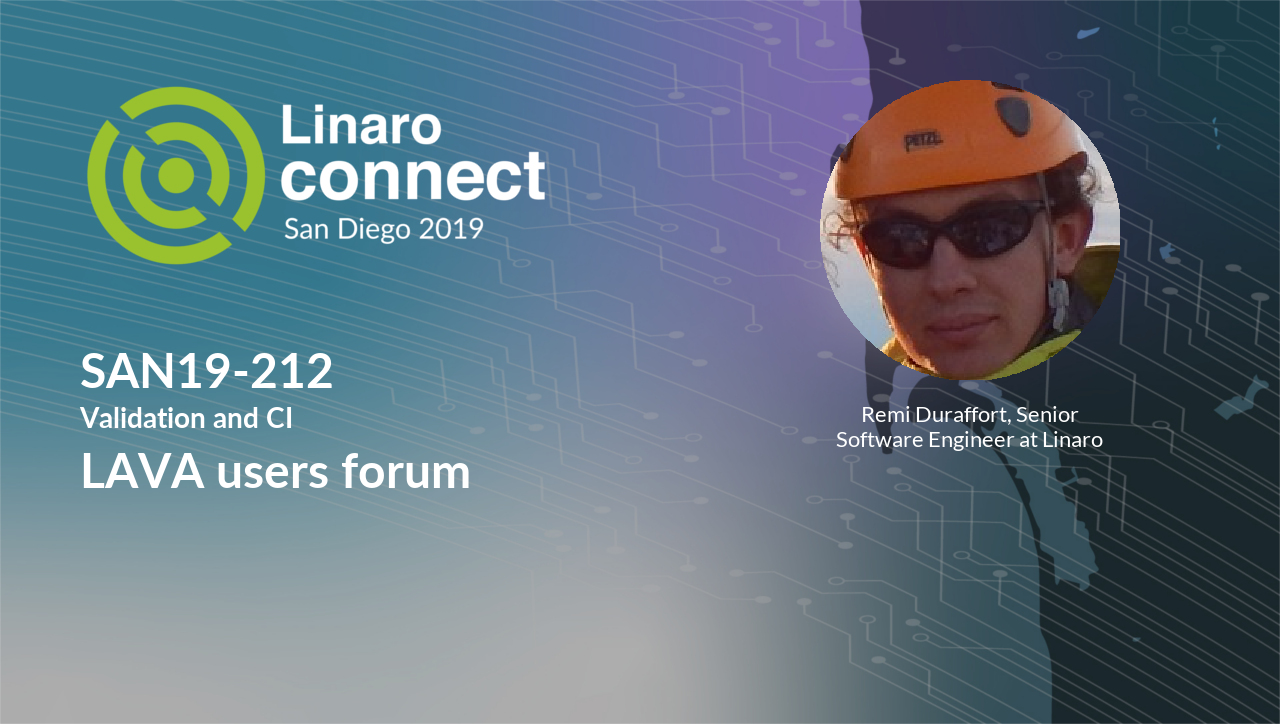 Linaro
connect
San Diego 2019
PETZL
SAN19-212
Validation and CI
LAVA users forum
Remi Duraffort, Senior
Software Engineer at Linaro